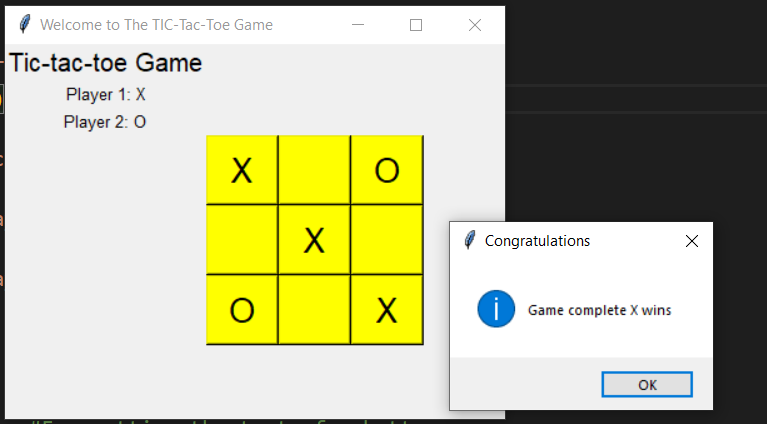 Welcome to The TIC-Tac-Toe Game
Tic-tac-toe Game
Player 1: X
Player 2: O
X O
X
O X
Congratulations
Game complete X wins
OK